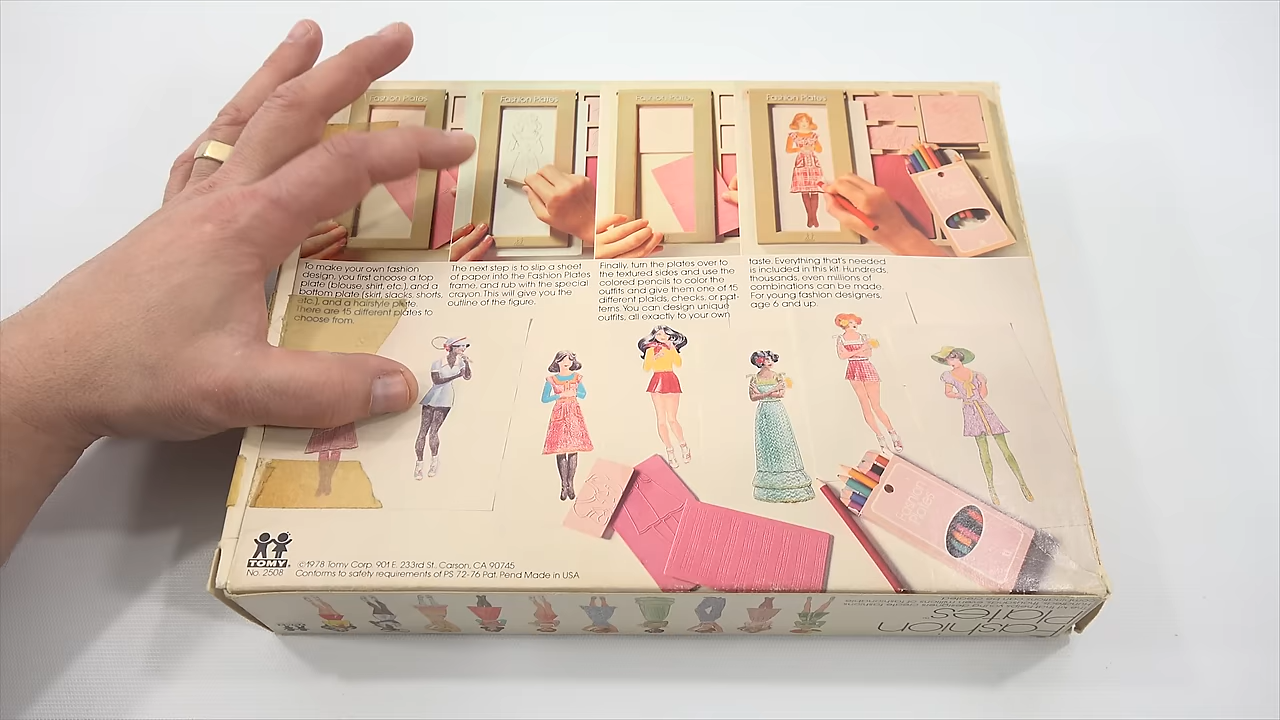 Fashion Plates
Fashion Plates
Fashion Plates
Fashion Plates
To make your own fashion
design, you first choose a top
plate (blouse, shirt, etc.), and a
bottom plate (skirt, slacks, shorts,
etc.), and a hairstyle plate.
There are 15 different plates to
choose from.
The next step is to slip a sheet
of paper into the Fashion Plates
frame, and rub with the special
crayon. This will give you the
outline of the figure.
Finally, turn the plates over to
the textured sides and use the
colored pencils to color the
outfits and give them one of 15
different plaids, checks, or pat-
terns. You can design unique
outfits, all exactly to your own
taste. Everything that's needed
is included in this kit. Hundreds,
thousands, even millions of
combinations can be made.
For young fashion designers,
age 6 and up.
Fashion
Plates
TOMY
No. 2508
©1978 Tomy Corp. 901 E. 233rd St. Carson, CA 90745
Conforms to safety requirements of PS 72-76 Pat. Pend Made in USA
Fashion
Plates